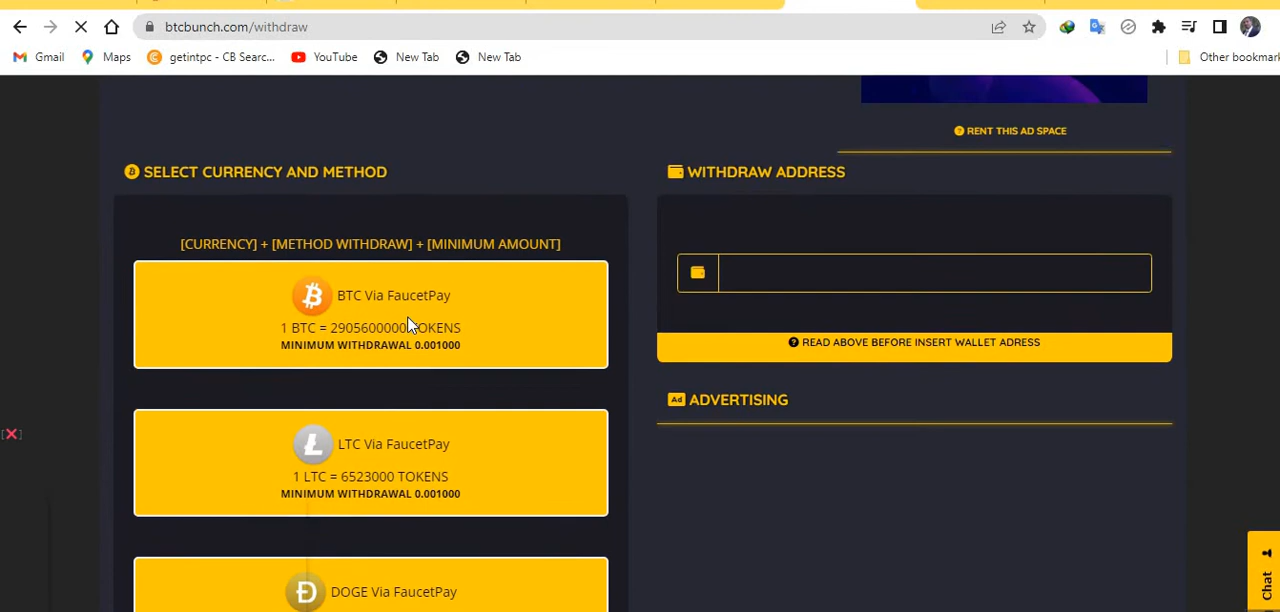 btcbunch.com/withdraw
Gmail Maps getintpc - CB Searc... YouTube New Tab New Tab Other bookmark
RENT THIS AD SPACE
SELECT CURRENCY AND METHOD
[CURRENCY] + [METHOD WITHDRAW] + [MINIMUM AMOUNT]
BTC Via FaucetPay
1 BTC = 2905600000 TOKENS
MINIMUM WITHDRAWAL 0.001000
LTC Via FaucetPay
1 LTC = 6523000 TOKENS
MINIMUM WITHDRAWAL 0.001000
DOGE Via FaucetPay
WITHDRAW ADDRESS
READ ABOVE BEFORE INSERT WALLET ADRESS
Ad ADVERTISING
[X]
Chat